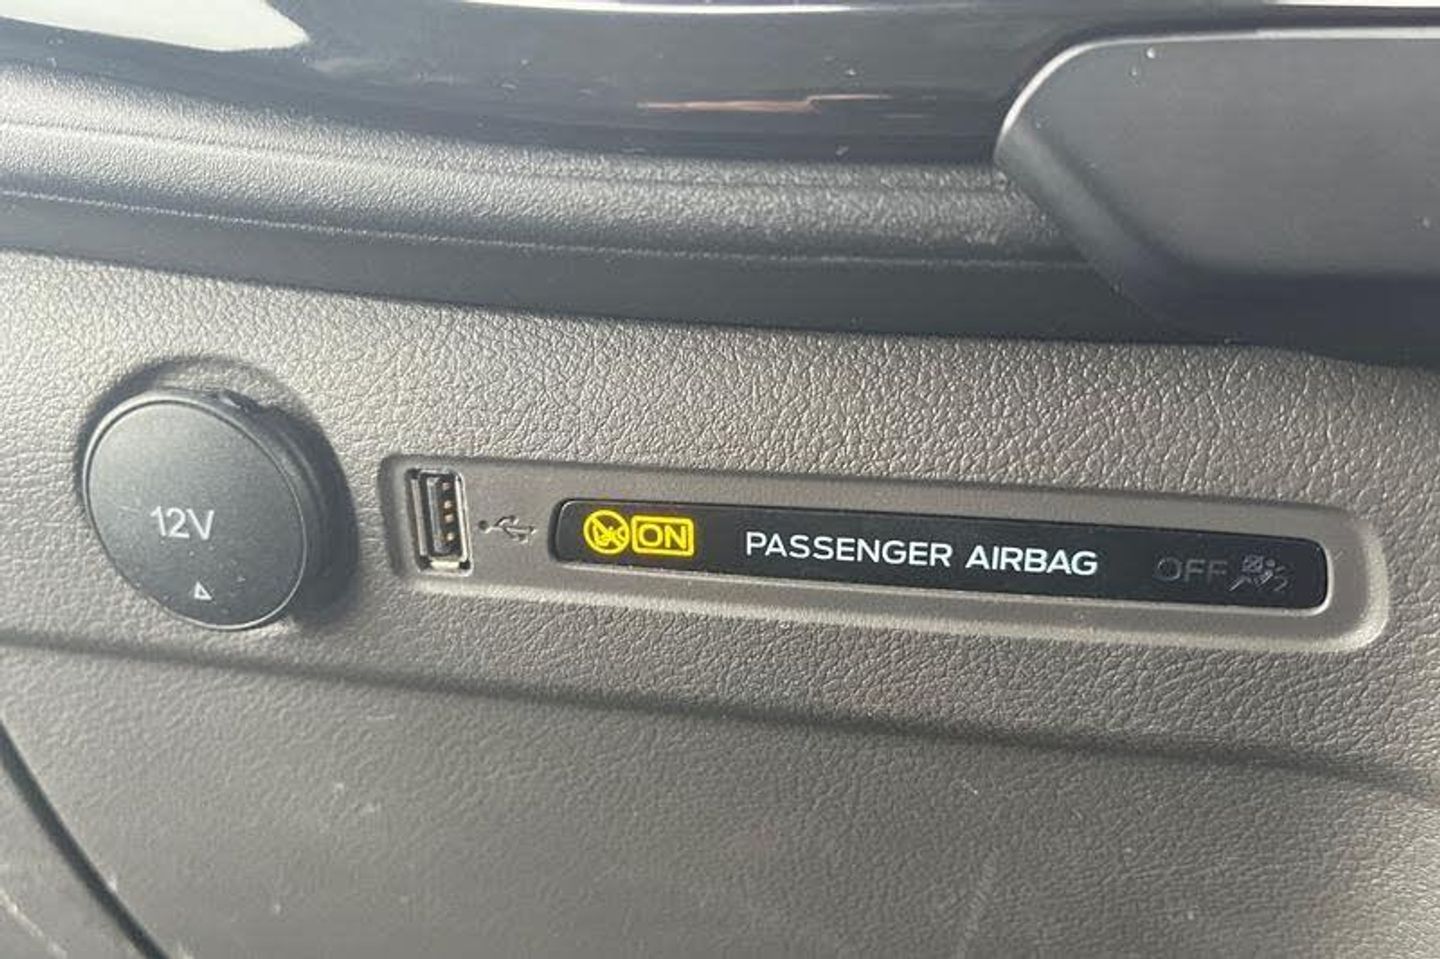 12V
ON PASSENGER AIRBAG OFF